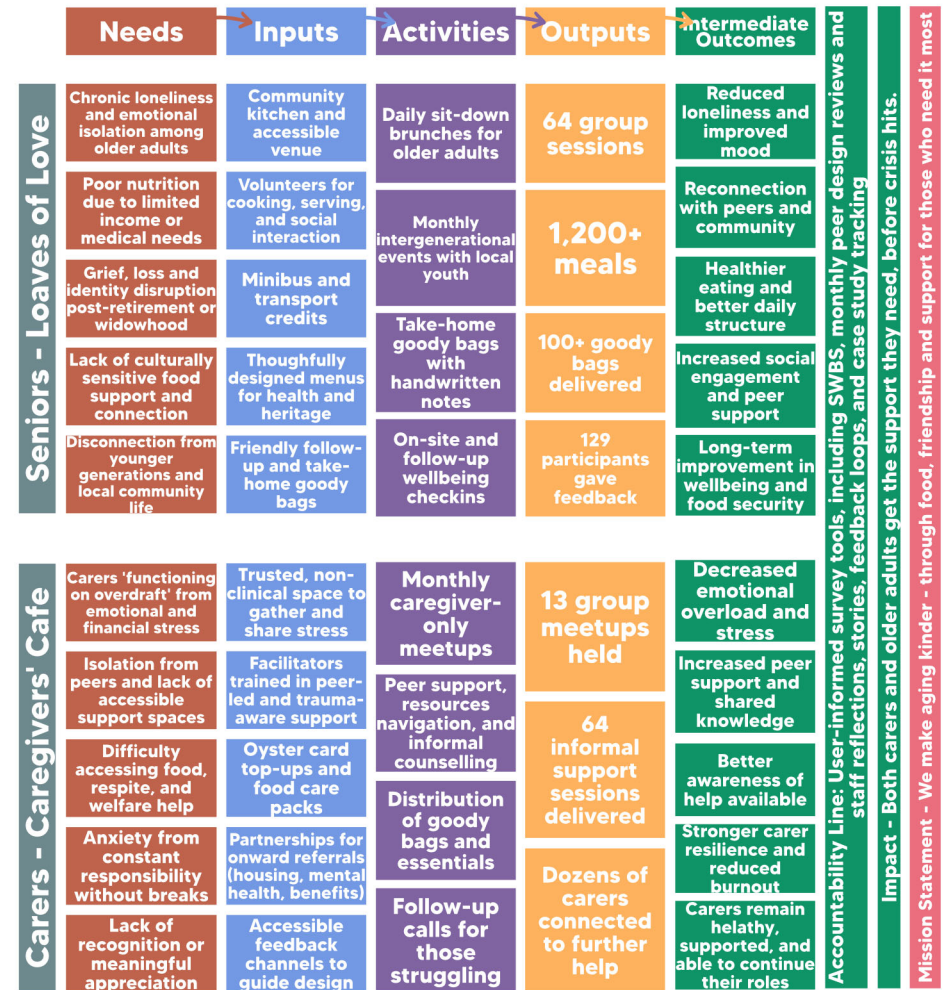 Needs
Inputs
Activities
Outputs
Intermediate
Outcomes
Seniors - Loaves of Love
Chronic loneliness
and emotional
isolation among
older adults
Poor nutrition
due to limited
income or
medical needs
Grief, loss and
identity disruption
post-retirement or
widowhood
Lack of culturally
sensitive food
support and
connection
Disconnection from
younger
generations and
local community
life
Community
kitchen and
accessible
venue
Volunteers for
cooking, serving,
and social
interaction
Minibus and
transport
credits
Thoughtfully
designed menus
for health and
heritage
Friendly follow-
up and take-
home goody
bags
Daily sit-down
brunches for
older adults
Monthly
intergenerational
events with local
youth
Take-home
goody bags
with
handwritten
notes
On-site and
follow-up
wellbeing
checkins
64 group
sessions
1,200+
meals
100+ goody
bags
delivered
129
participants
gave
feedback
Reduced
loneliness and
improved
mood
Reconnection
with peers and
community
Healthier
eating and
better daily
structure
Increased social
engagement
and peer
support
Long-term
improvement in
wellbeing and
food security
Carers - Caregivers' Cafe
Carers 'functioning
on overdraft' from
emotional and
financial stress
Isolation from
peers and lack of
accessible
support spaces
Difficulty
accessing food,
respite, and
welfare help
Anxiety from
constant
responsibility
without breaks
Lack of
recognition or
meaningful
appreciation
Trusted, non-
clinical space to
gather and
share stress
Facilitators
trained in peer-
led and trauma-
aware support
Oyster card
top-ups and
food care
packs
Partnerships for
onward referrals
(housing, mental
health, benefits)
Accessible
feedback
channels to
guide design
Monthly
caregiver-
only
meetups
Peer support,
resources
navigation, and
informal
counselling
Distribution
of goody
bags and
essentials
Follow-up
calls for
those
struggling
13 group
meetups
held
64
informal
support
sessions
delivered
Dozens of
carers
connected
to further
help
Decreased
emotional
overload and
stress
Increased peer
support and
shared
knowledge
Better
awareness of
help available
Stronger carer
resilience and
reduced
burnout
Carers remain
helathy,
supported, and
able to continue
their roles
Accountability Line: User-informed survey tools, including SWBS, monthly peer design reviews and
staff reflections, stories, feedback loops, and case study tracking
Impact - Both carers and older adults get the support they need, before crisis hits.
Mission Statement - We make aging kinder - through food, friendship and support for those who need it most